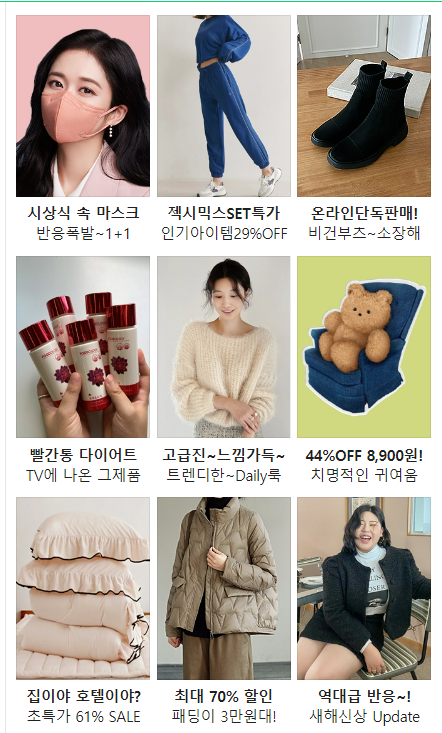 시상식 속 마스크
반응폭발~1+1
젝시믹스SET특가
인기아이템29%OFF
온라인단독판매!
비건부츠~소장해
빨간통 다이어트
TV에 나온 그제품
고급진~느낌가득~
트렌디한~Daily룩
44%OFF 8,900원!
치명적인 귀여움
집이야 호텔이야?
초특가 61% SALE
최대 70% 할인
패딩이 3만원대!
역대급 반응~!
새해신상 Update